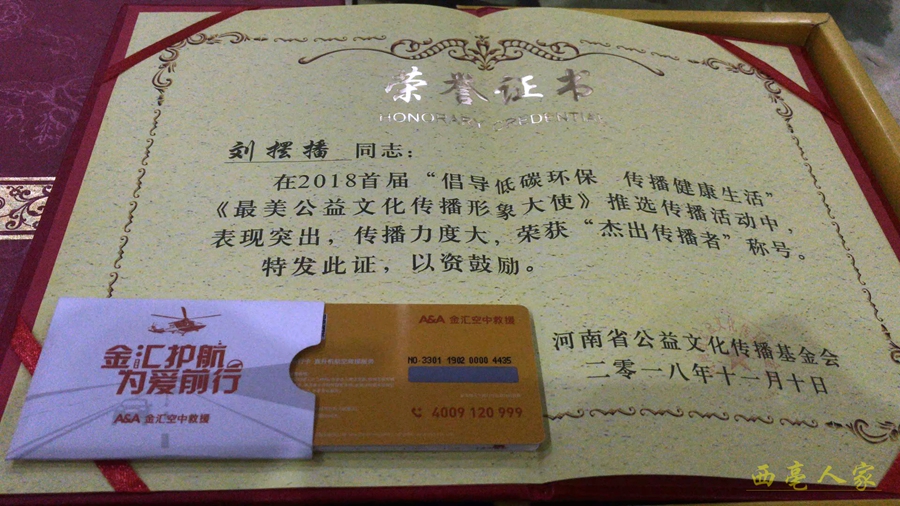 荣誉证书
HONORARY CREDENTIAL
刘摆播 同志：
在2018首届“倡导低碳环保 传播健康生活”
《最美公益文化传播形象大使》推选传播活动中，
表现突出，传播力度大，荣获“杰出传播者”称号。
特发此证，以资鼓励。
河南省公益文化传播基金会
二零一八年十一月十日
金汇护航
为爱前行
A&A 金汇空中救援
A&A 金汇空中救援
NO·3301 1982 0000 4435
4009 120 999
西亳人家